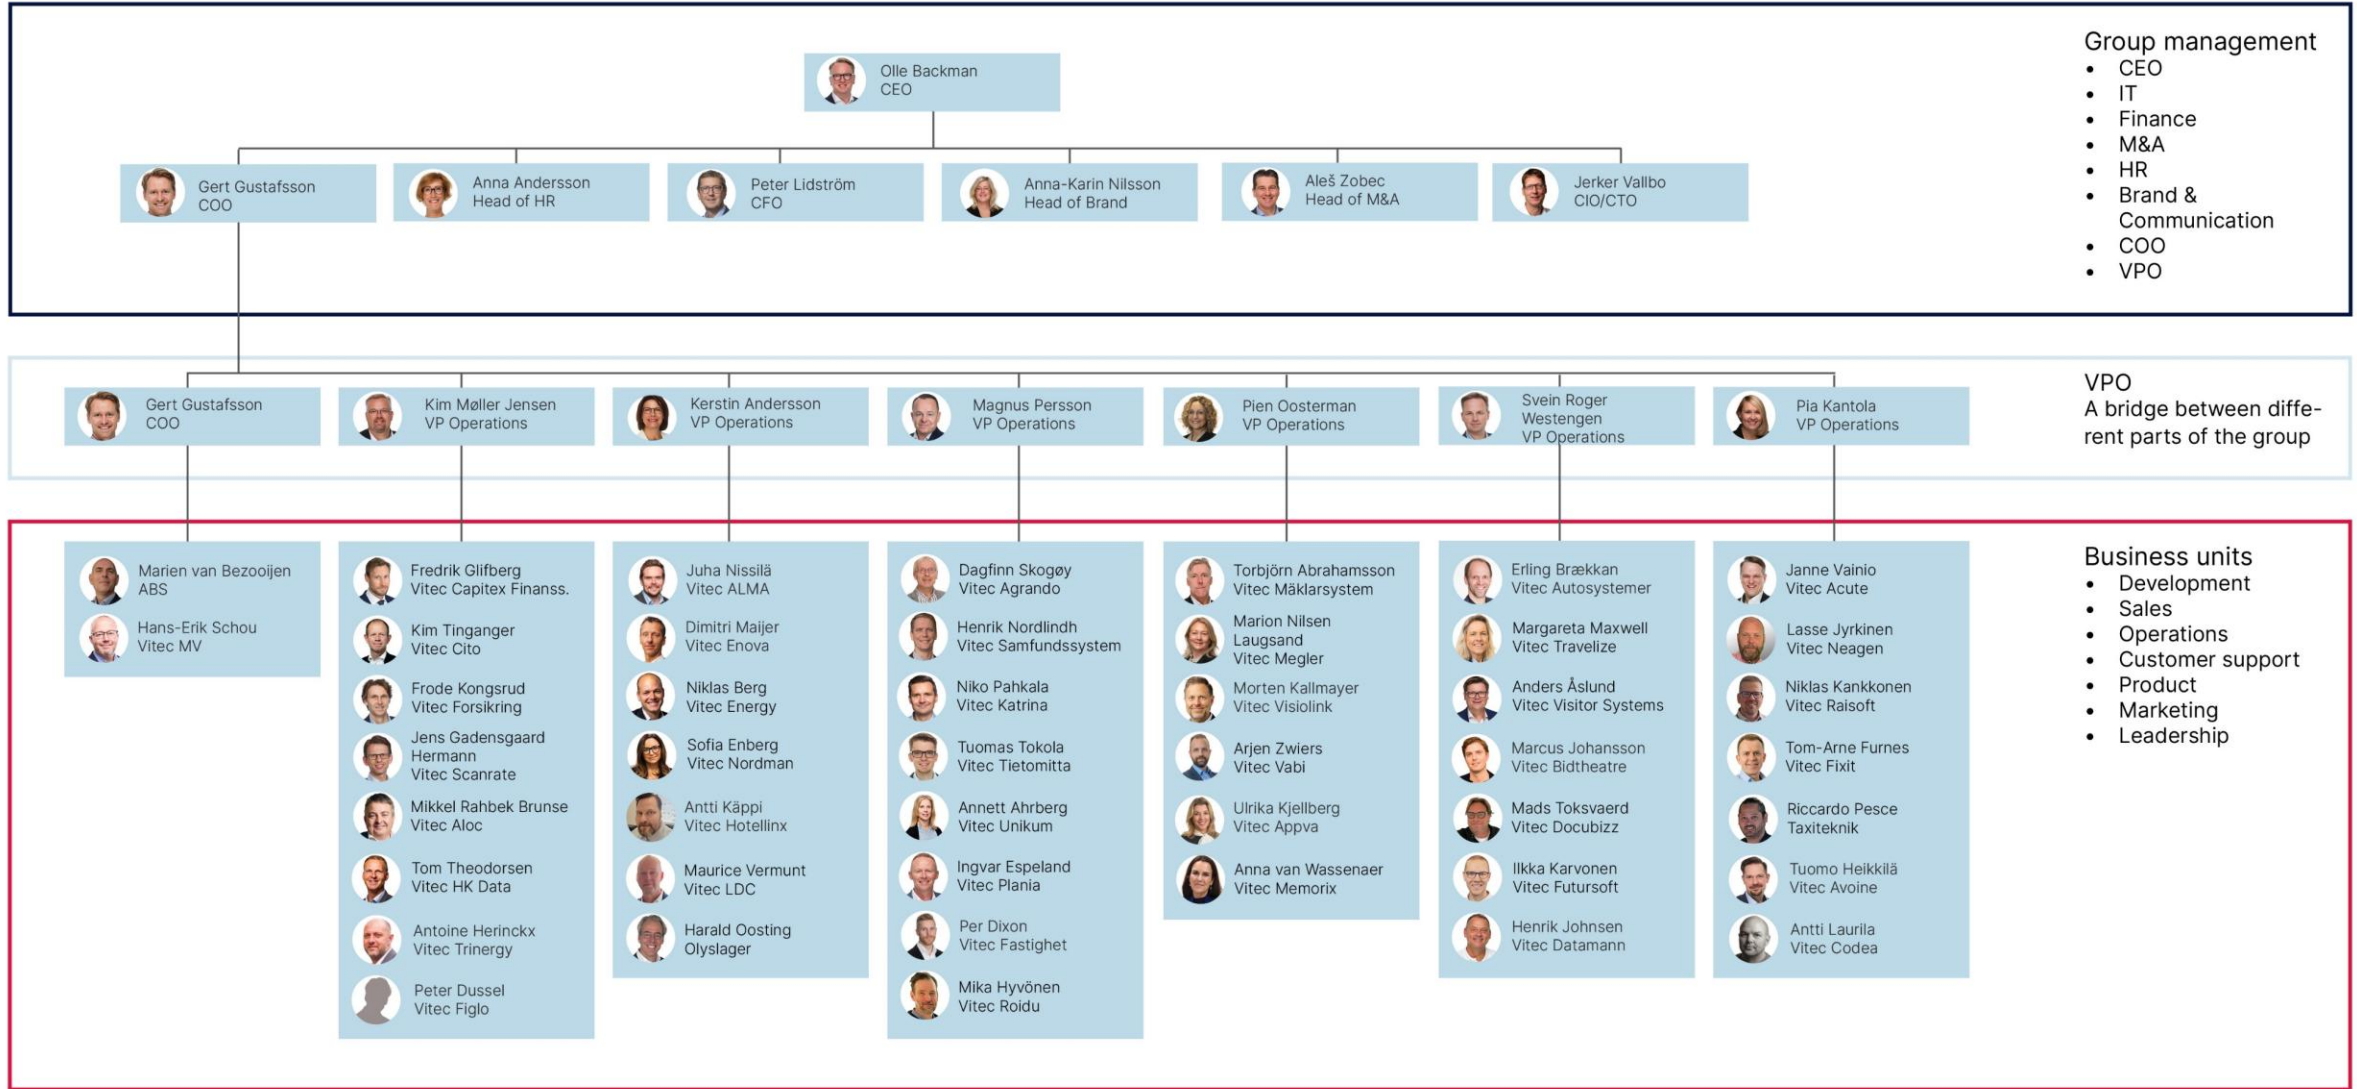 Olle Backman
CEO
Gert Gustafsson
COO
Anna Andersson
Head of HR
Peter Lidström
CFO
Anna-Karin Nilsson
Head of Brand
Aleš Zobec
Head of M&A
Jerker Vallbo
CIO/CTO
Group management
• CEO
• IT
• Finance
• M&A
• HR
• Brand &
Communication
• COO
• VPO
Gert Gustafsson
COO
Kim Møller Jensen
VP Operations
Kerstin Andersson
VP Operations
Magnus Persson
VP Operations
Pien Oosterman
VP Operations
Svein Roger
Westengen
VP Operations
Pia Kantola
VP Operations
VPO
A bridge between diffe-
rent parts of the group
Marien van Bezooijen
ABS
Hans-Erik Schou
Vitec MV
Fredrik Glifberg
Vitec Capitex Finanss.
Kim Tinganger
Vitec Cito
Frode Kongsrud
Vitec Forsikring
Jens Gadensgaard
Hermann
Vitec Scanrate
Mikkel Rahbek Brunse
Vitec Aloc
Tom Theodorsen
Vitec HK Data
Antoine Herinckx
Vitec Trinergy
Peter Dussel
Vitec Figlo
Juha Nissilä
Vitec ALMA
Dimitri Maijer
Vitec Enova
Niklas Berg
Vitec Energy
Sofia Enberg
Vitec Nordman
Antti Käppi
Vitec Hotellinx
Maurice Vermunt
Vitec LDC
Harald Oosting
Olyslager
Dagfinn Skogøy
Vitec Agrando
Henrik Nordlindh
Vitec Samfundssystem
Niko Pahkala
Vitec Katrina
Tuomas Tokola
Vitec Tietomitta
Annett Ahrberg
Vitec Unikum
Ingvar Espeland
Vitec Plania
Per Dixon
Vitec Fastighet
Mika Hyvönen
Vitec Roidu
Torbjörn Abrahamsson
Vitec Mäklarsystem
Marion Nilsen
Laugsand
Vitec Megler
Morten Kallmayer
Vitec Visiolink
Arjen Zwiers
Vitec Vabi
Ulrika Kjellberg
Vitec Appva
Anna van Wassenaer
Vitec Memorix
Erling Brækkan
Vitec Autosystemer
Margareta Maxwell
Vitec Travelize
Anders Åslund
Vitec Visitor Systems
Marcus Johansson
Vitec Bidtheatre
Mads Toksvaerd
Vitec Docubizz
Ilkka Karvonen
Vitec Futursoft
Henrik Johnsen
Vitec Datamann
Janne Vainio
Vitec Acute
Lasse Jyrkinen
Vitec Neagen
Niklas Kankkonen
Vitec Raisoft
Tom-Arne Furnes
Vitec Fixit
Riccardo Pesce
Taxiteknik
Tuomo Heikkilä
Vitec Avoine
Antti Laurila
Vitec Codea
Business units
• Development
• Sales
• Operations
• Customer support
• Product
• Marketing
• Leadership